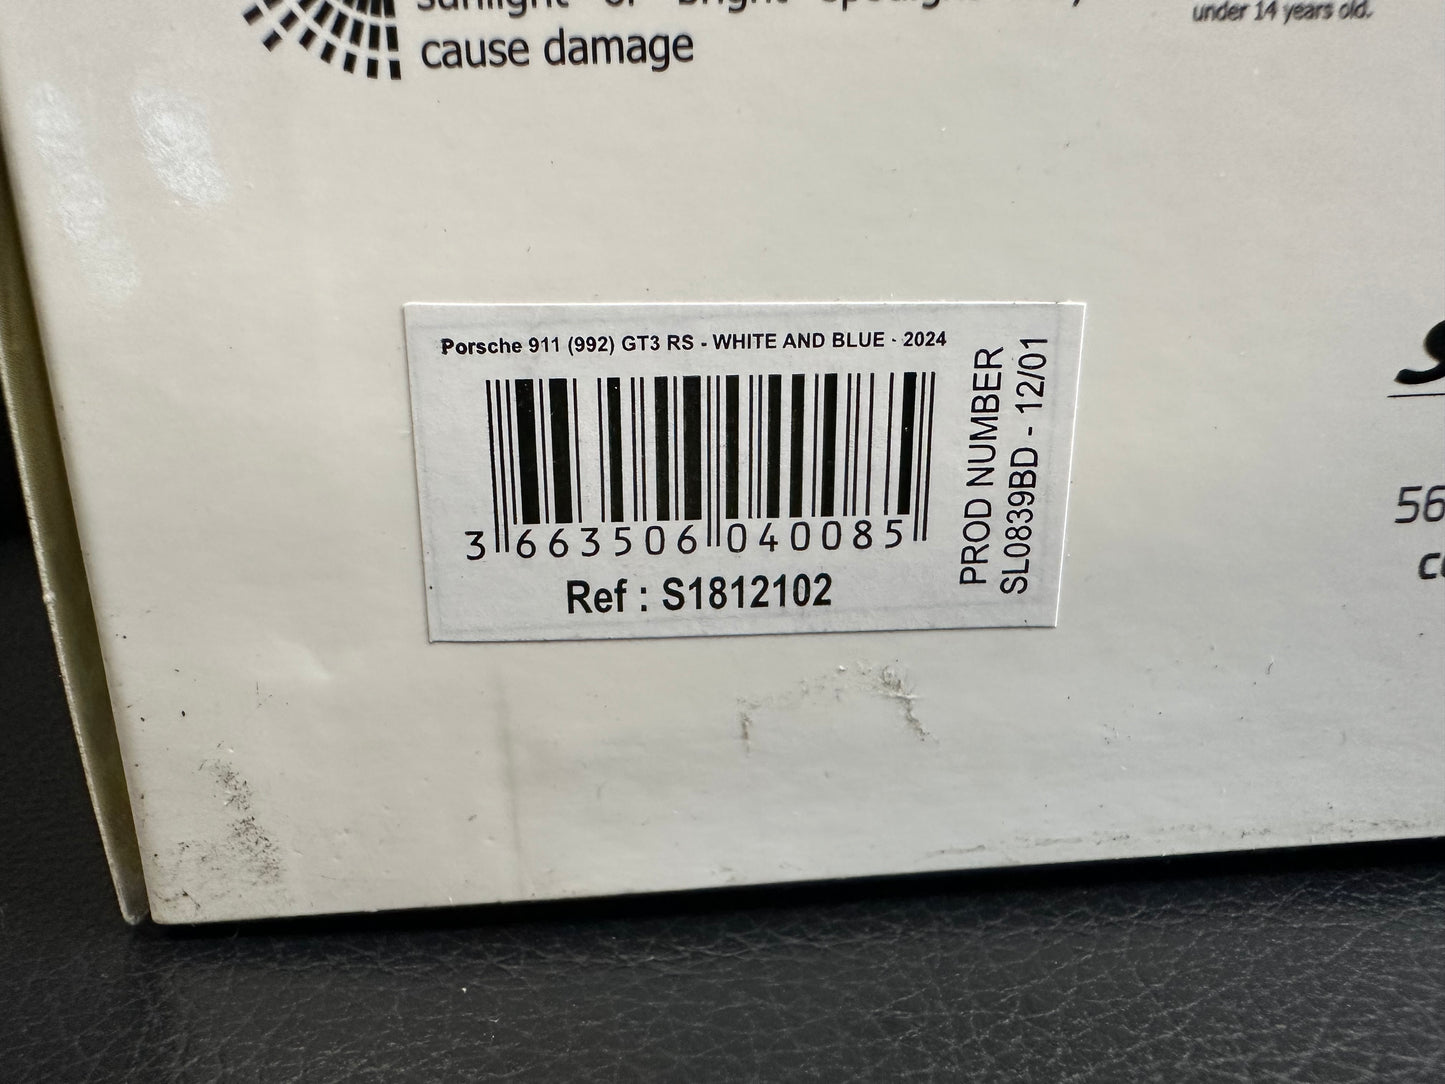 cause damage
under 14 years old.
Porsche 911 (992) GT3 RS - WHITE AND BLUE - 2024
3 663506 040085
Ref : S1812102
PROD NUMBER
SL0839BD - 12/01
56